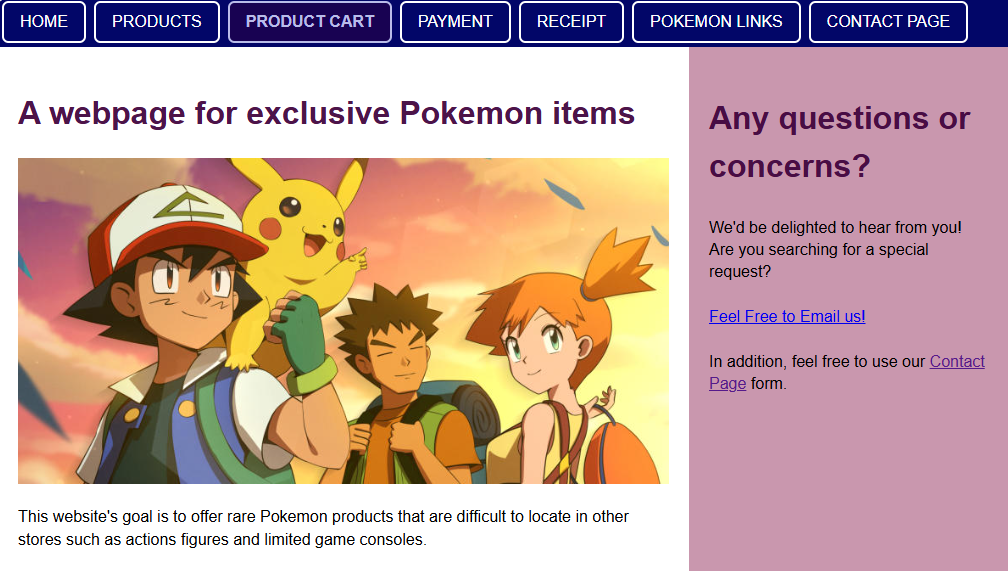 HOME PRODUCTS PRODUCT CART PAYMENT RECEIPT POKEMON LINKS CONTACT PAGE
A webpage for exclusive Pokemon items
This website's goal is to offer rare Pokemon products that are difficult to locate in other
stores such as actions figures and limited game consoles.
Any questions or
concerns?
We'd be delighted to hear from you!
Are you searching for a special
request?
Feel Free to Email us!
In addition, feel free to use our Contact
Page form.